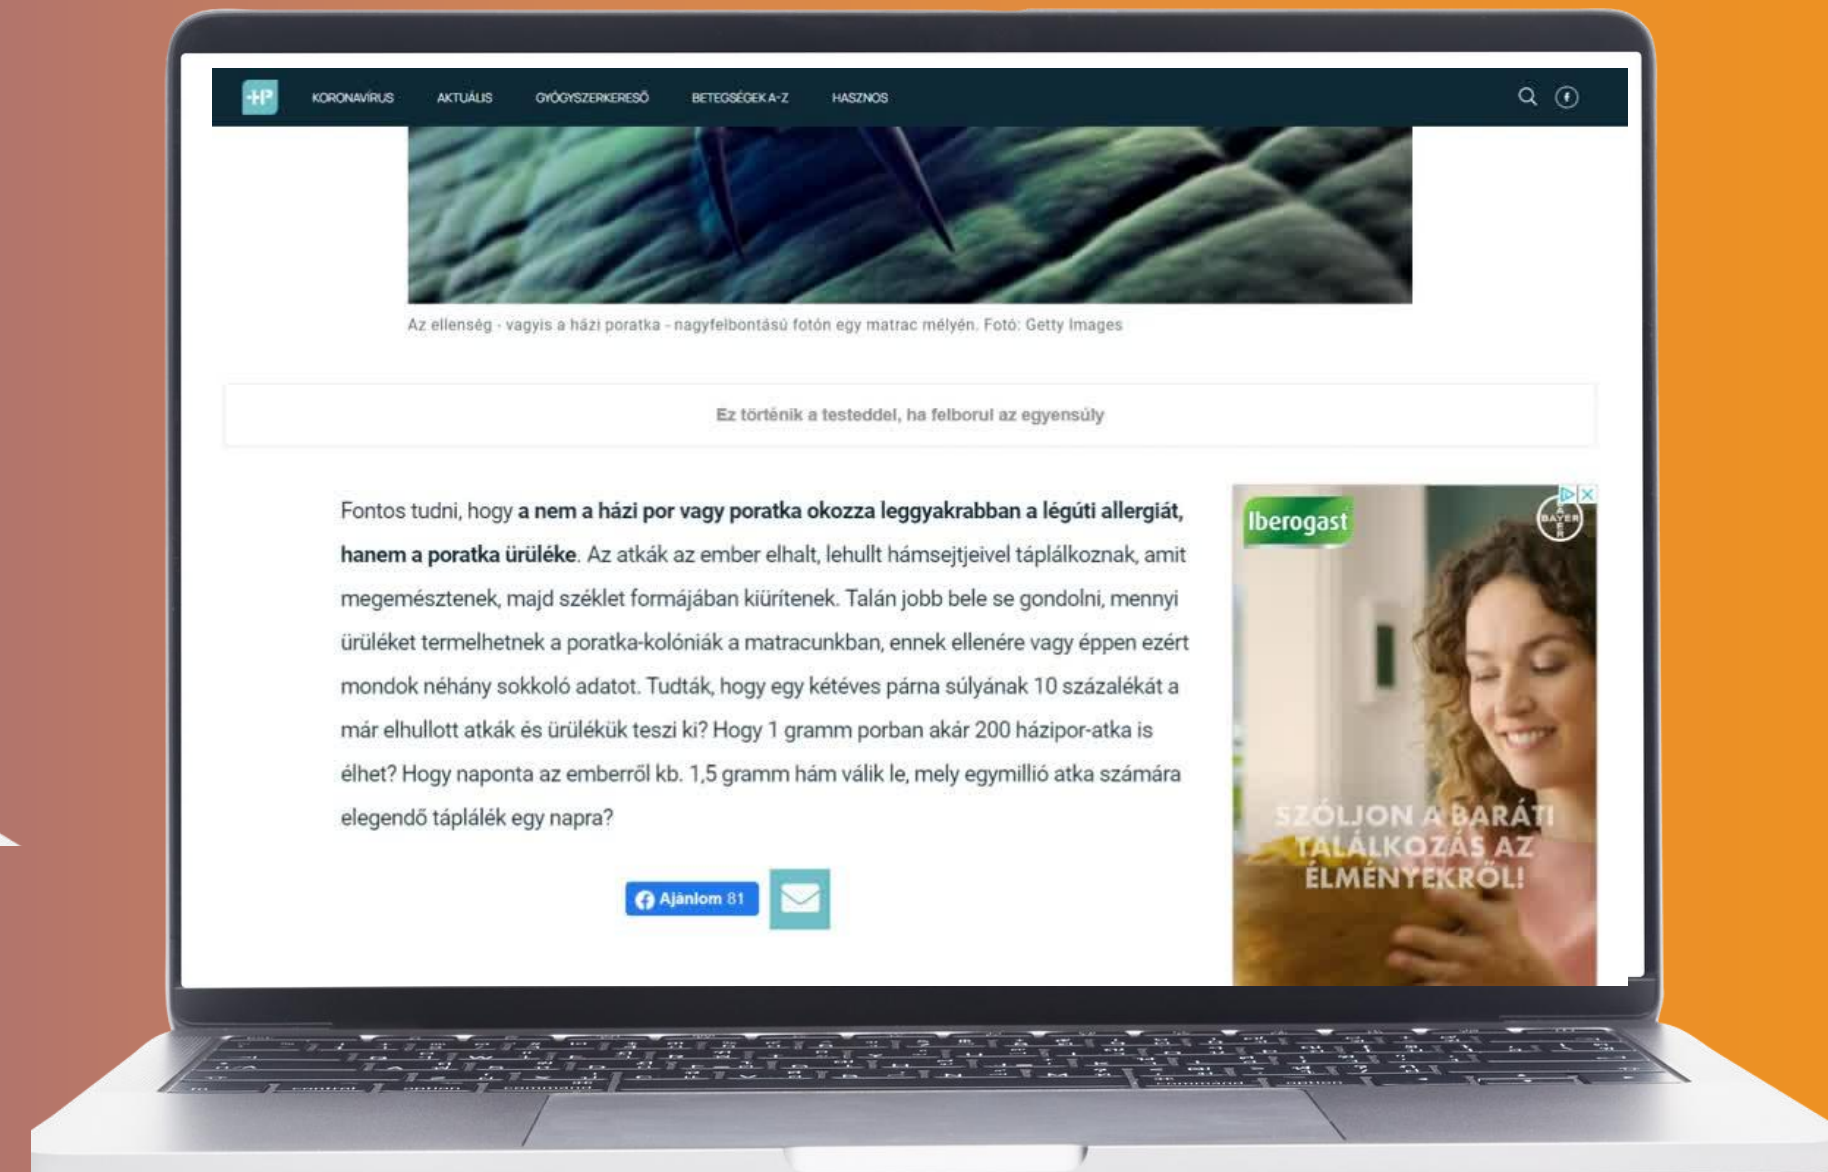 HP
KORONAVÍRUS AKTUÁLIS GYÓGYSZERKERESŐ BETEGSÉGEK A-Z HASZNOS
Az ellenség - vagyis a házi poratka - nagyfelbontású fotón egy matrac mélyén. Fotó: Getty Images
Ez történik a testeddel, ha felborul az egyensúly
Fontos tudni, hogy a nem a házi por vagy poratka okozza leggyakrabban a légúti allergiát,
hanem a poratka ürüléke. Az atkák az ember elhalt, lehullt hámsejtjeivel táplálkoznak, amit
megemésztenek, majd széklet formájában kiürítenek. Talán jobb bele se gondolni, mennyi
ürüléket termelhetnek a poratka-kolóniák a matracunkban, ennek ellenére vagy éppen ezért
mondok néhány sokkoló adatot. Tudták, hogy egy kétéves párna súlyának 10 százalékát a
már elhullott atkák és ürülékük teszi ki? Hogy 1 gramm porban akár 200 házipor-atka is
élhet? Hogy naponta az emberről kb. 1,5 gramm hám válik le, mely egymillió atka számára
elegendő táplálék egy napra?
Ajánlom 81
Iberogast
BAYER
SZÓLJON A BARÁTI
TALÁLKOZÁS AZ
ÉLMÉNYEKRŐL!
control option command command option